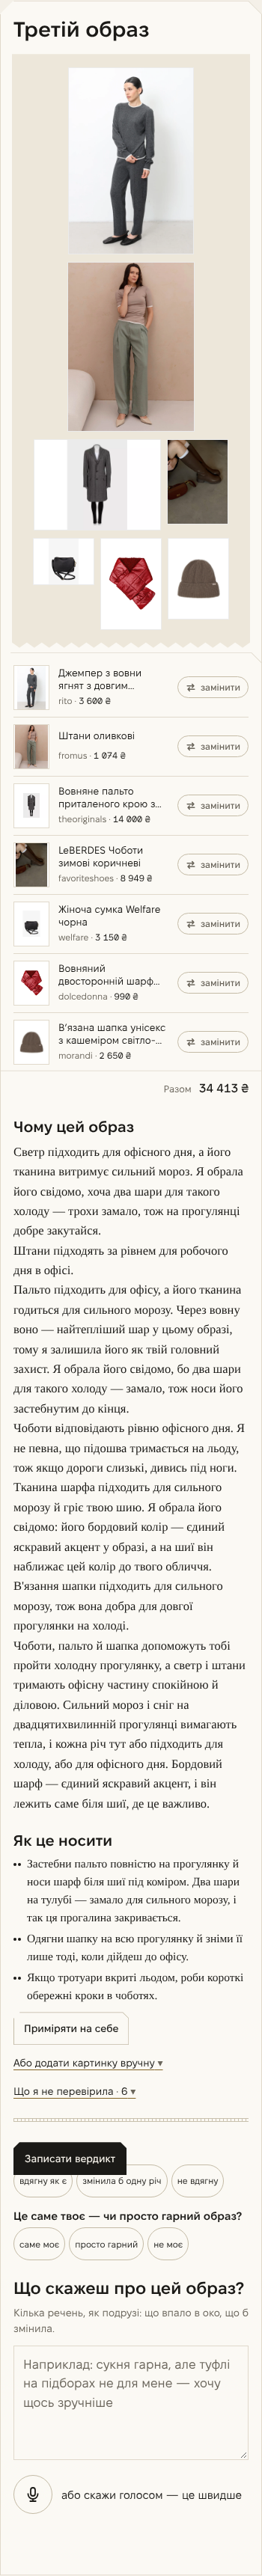 Третій образ
Джемпер з вовни
ягнят з довгим...
rito · 3 600 ₴
замінити
Штани оливкові
fromus · 1 074 ₴
замінити
Вовняне пальто
приталеного крою з...
theoriginals · 14 000 ₴
замінити
LeBERDES Чоботи
зимові коричневі
favoriteshoes · 8 949 ₴
замінити
Жіноча сумка Welfare
чорна
welfare · 3 150 ₴
замінити
Вовняний
двосторонній шарф...
dolcedonna · 990 ₴
замінити
В’язана шапка унісекс
з кашеміром світло-...
morandi · 2 650 ₴
замінити
Разом 34 413 ₴
Чому цей образ
Светр підходить для офісного дня, а його
тканина витримує сильний мороз. Я обрала
його свідомо, хоча два шари для такого
холоду — трохи замало, тож на прогулянці
добре закутайся.
Штани підходять за рівнем для робочого
дня в офісі.
Пальто підходить для офісу, а його тканина
годиться для сильного морозу. Через вовну
воно — найтепліший шар у цьому образі,
тому я залишила його як твій головний
захист. Я обрала його свідомо, бо два шари
для такого холоду — замало, тож носи його
застебнутим до кінця.
Чоботи відповідають рівню офісного дня. Я
не певна, що підошва тримається на льоду,
тож якщо дороги слизькі, дивись під ноги.
Тканина шарфа підходить для сильного
морозу й гріє твою шию. Я обрала його
свідомо: його бордовий колір — єдиний
яскравий акцент у образі, а на шиї він
наближає цей колір до твого обличчя.
В'язання шапки підходить для сильного
морозу, тож вона добра для довгої
прогулянки на холоді.
Чоботи, пальто й шапка допоможуть тобі
пройти холодну прогулянку, а светр і штани
тримають офісну частину спокійною й
діловою. Сильний мороз і сніг на
двадцятихвилинній прогулянці вимагають
тепла, і кожна річ тут або підходить для
холоду, або для офісного дня. Бордовий
шарф — єдиний яскравий акцент, і він
лежить саме біля шиї, де це важливо.
Як це носити
•• Застебни пальто повністю на прогулянку й
носи шарф біля шиї під коміром. Два шари
на тулубі — замало для сильного морозу, і
так ця прогалина закривається.
•• Одягни шапку на всю прогулянку й зніми її
лише тоді, коли дійдеш до офісу.
•• Якщо тротуари вкриті льодом, роби короткі
обережні кроки в чоботях.
Приміряти на себе
Або додати картинку вручну ▾
Що я не перевірила · 6 ▾
Записати вердикт
вдягну як є
змінила б одну річ
не вдягну
Це саме твоє — чи просто гарний образ?
саме моє
просто гарний
не моє
Що скажеш про цей образ?
Кілька речень, як подрузі: що впало в око, що б
змінила.
Наприклад: сукня гарна, але туфлі
на підборах не для мене — хочу
щось зручніше
або скажи голосом — це швидше